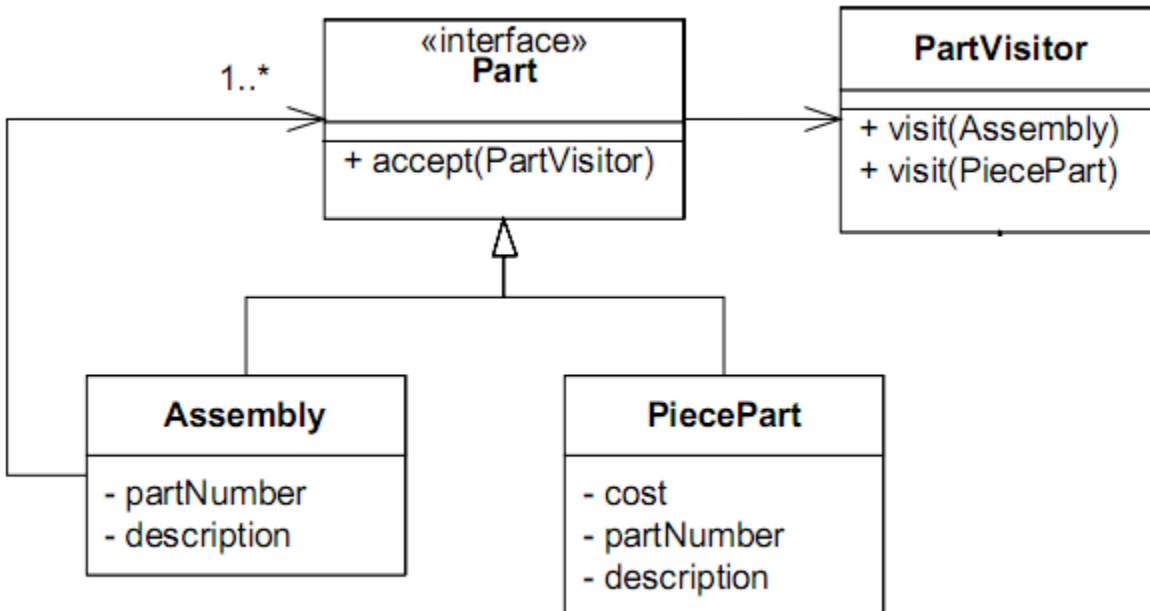 «interface»
Part
1..*
+ accept(PartVisitor)
PartVisitor
+ visit(Assembly)
+ visit(PiecePart)
Assembly
- partNumber
- description
PiecePart
- cost
- partNumber
- description